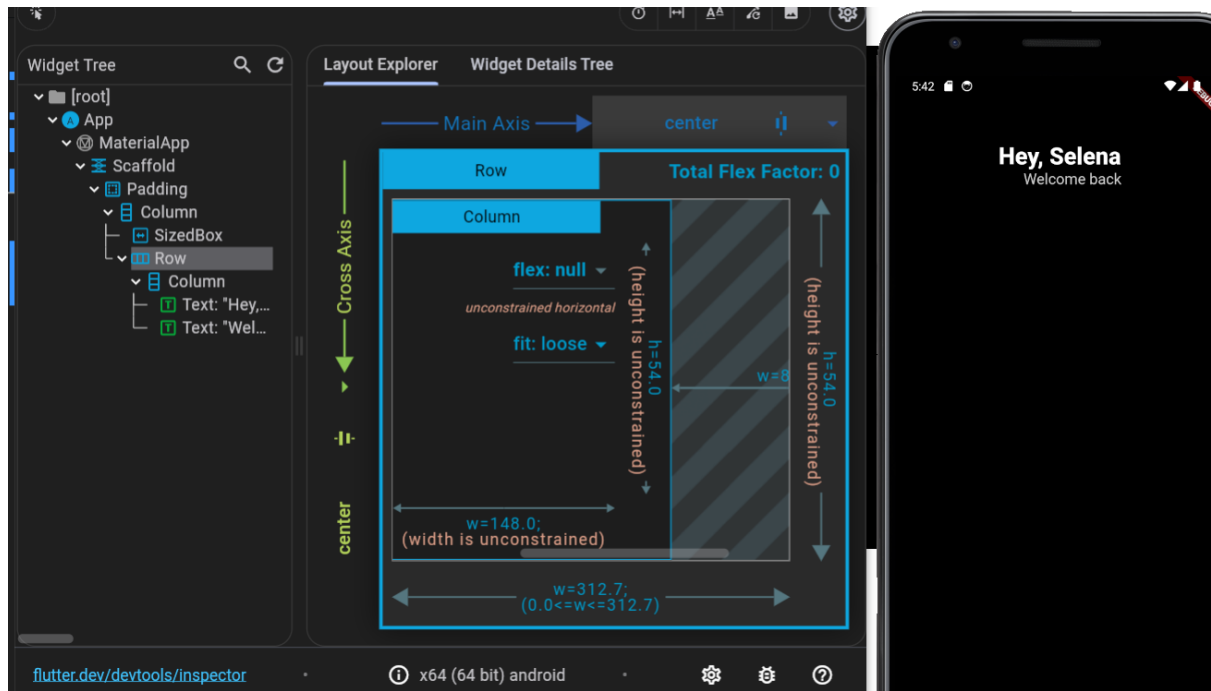 Widget Tree
[root]
App
MaterialApp
Scaffold
Padding
Column
SizedBox
Row
Column
Text: "Hey,...
Text: "Wel...
Layout Explorer
Widget Details Tree
Main Axis
center
Cross Axis
center
Row
Total Flex Factor: 0
Column
flex: null
unconstrained horizontal
fit: loose
h=54.0
(height is unconstrained)
w=8
h=54.0
(height is unconstrained)
w=148.0;
(width is unconstrained)
w=312.7;
(0.0<=w<=312.7)
flutter.dev/devtools/inspector
x64 (64 bit) android
5:42
Hey, Selena
Welcome back